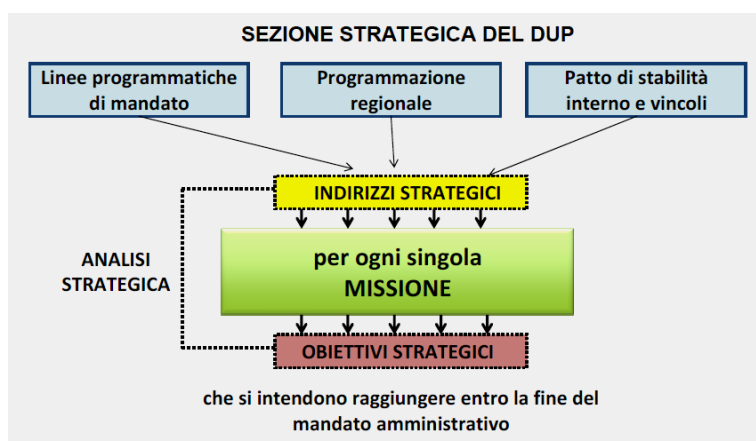 SEZIONE STRATEGICA DEL DUP
Linee programmatiche
di mandato
Programmazione
regionale
Patto di stabilità
interno e vincoli
INDIRIZZI STRATEGICI
ANALISI
STRATEGICA
per ogni singola
MISSIONE
OBIETTIVI STRATEGICI
che si intendono raggiungere entro la fine del
mandato amministrativo